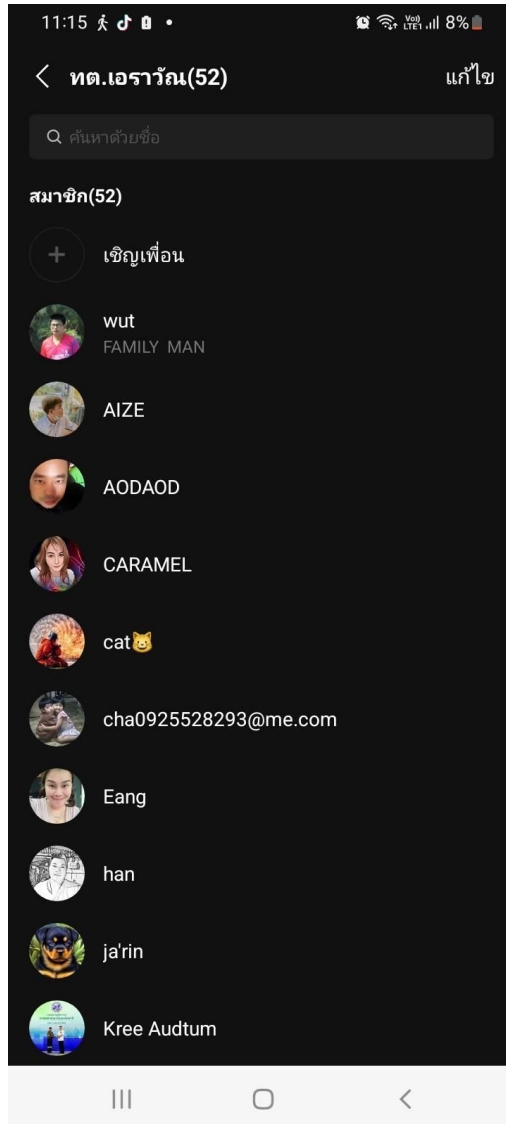 11:15
Vo)) LTE1 8%
ทต.เอราวัณ(52)
แก้ไข
ค้นหาด้วยชื่อ
สมาชิก(52)
เชิญเพื่อน
wut
FAMILY MAN
AIZE
AODAOD
CARAMEL
cat😺
cha0925528293@me.com
Eang
han
ja'rin
Kree Audtum